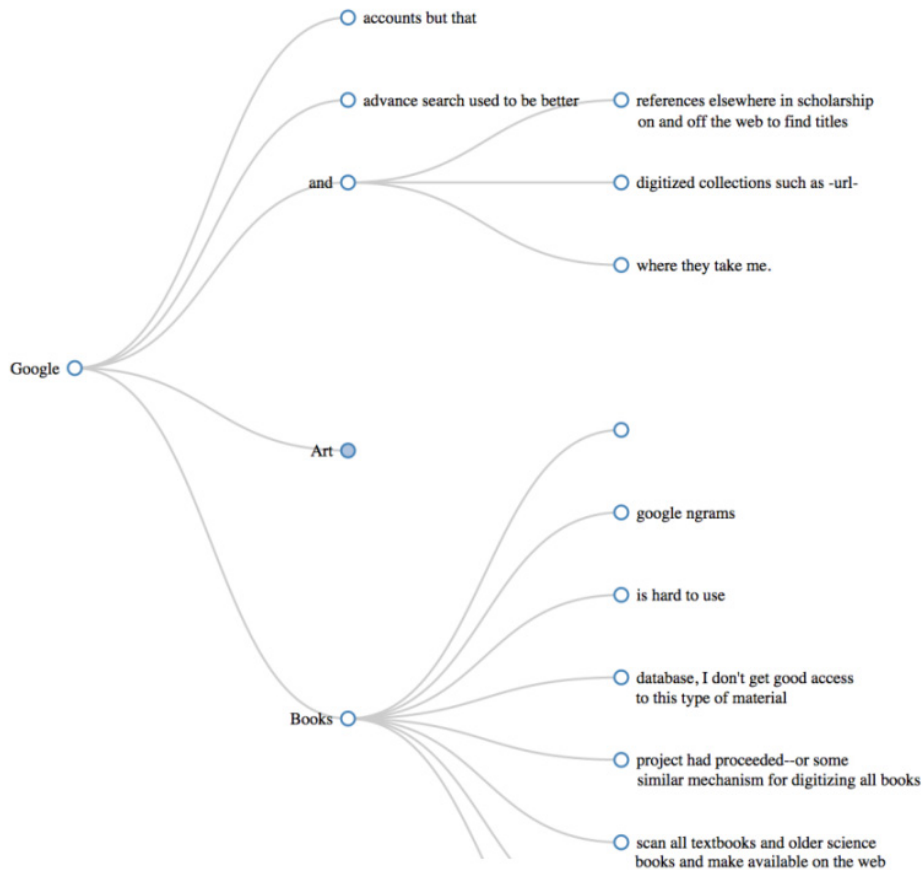 accounts but that
advance search used to be better
references elsewhere in scholarship
on and off the web to find titles
and
digitized collections such as -url-
where they take me.
Google
Art
google ngrams
is hard to use
database, I don't get good access
to this type of material
Books
project had proceeded--or some
similar mechanism for digitizing all books
scan all textbooks and older science
books and make available on the web